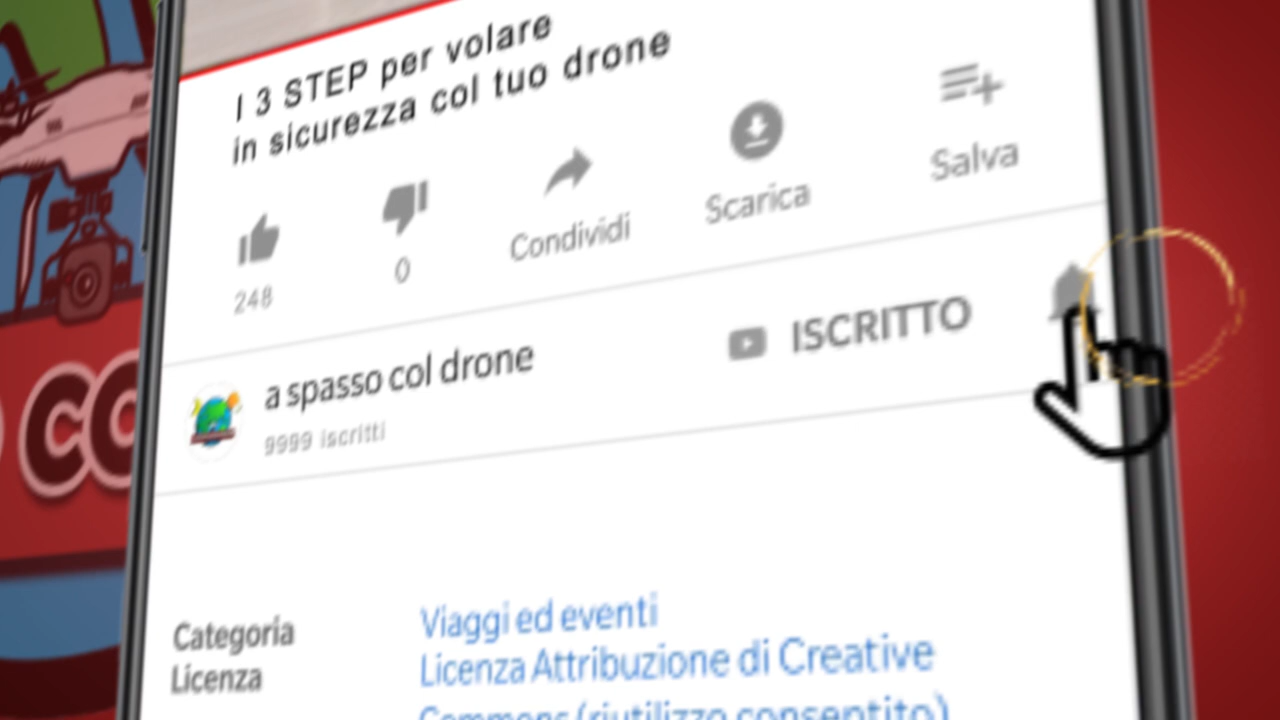 I 3 STEP per volare
in sicurezza col tuo drone
248
0
Condividi
Scarica
Salva
a spasso col drone
9999 iscritti
ISCRITTO
CO
Categoria
Viaggi ed eventi
Licenza
Licenza Attribuzione di Creative
Commons (riutilizzo consentito)